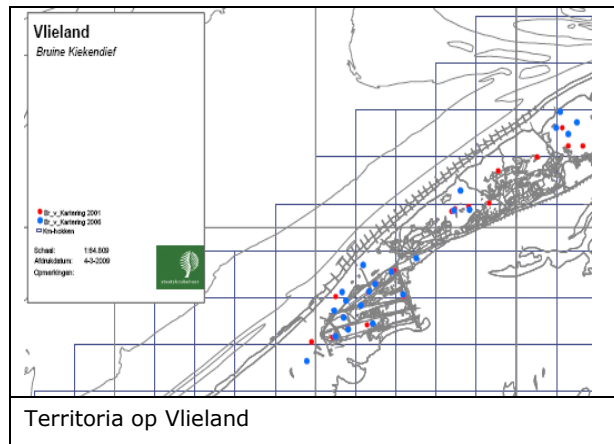 Vlieland
Bruine Kiekendief
Br_v_Kartering 2001
Br_v_Kartering 2006
Km-hokken
Schaal: 1:64.809
Afdrukdatum: 4-3-2009
Opmerkingen:
staatsbosbeheer
Territoria op Vlieland